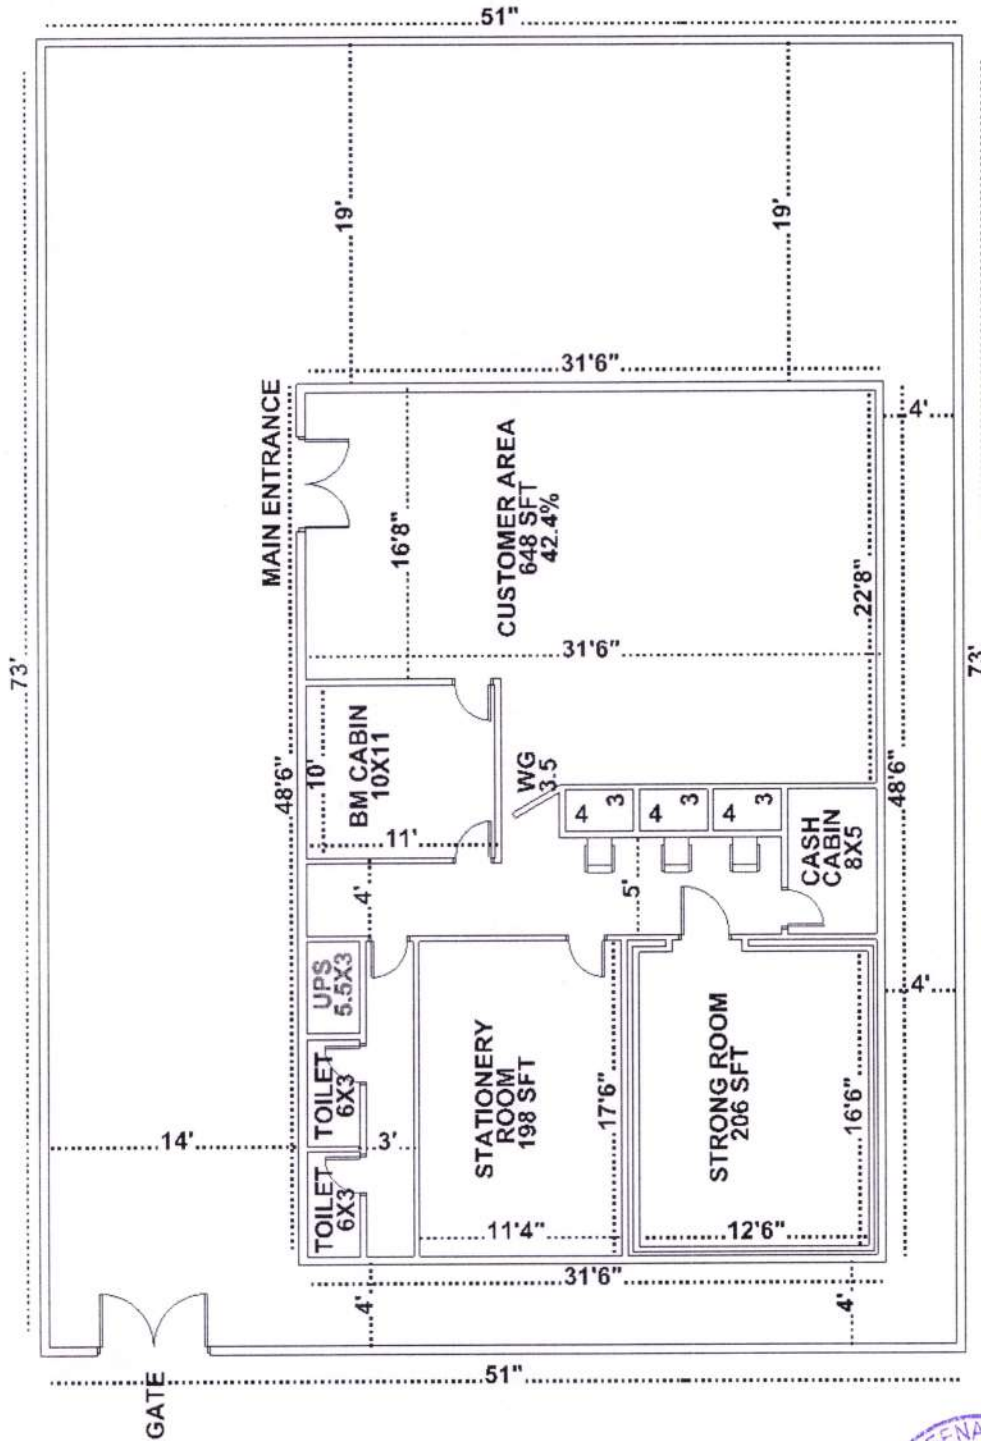 51"
73'
73'
19'
19'
31'6"
MAIN ENTRANCE
4'
16'8"
CUSTOMER AREA
648 SFT
42.4%
22'8"
31'6"
48'6"
10'
BM CABIN
10X11
11'
WG
3.5
4 3
4 3
4 3
48'6"
CASH
CABIN
8X5
4'
5'
UPS
5.5X3
4'
TOILET
6X3
STATIONERY
ROOM
198 SFT
17'6"
STRONG ROOM
206 SFT
16'6"
14'
3'
TOILET
6X3
11'4"
12'6"
31'6"
4'
4'
51"
GATE